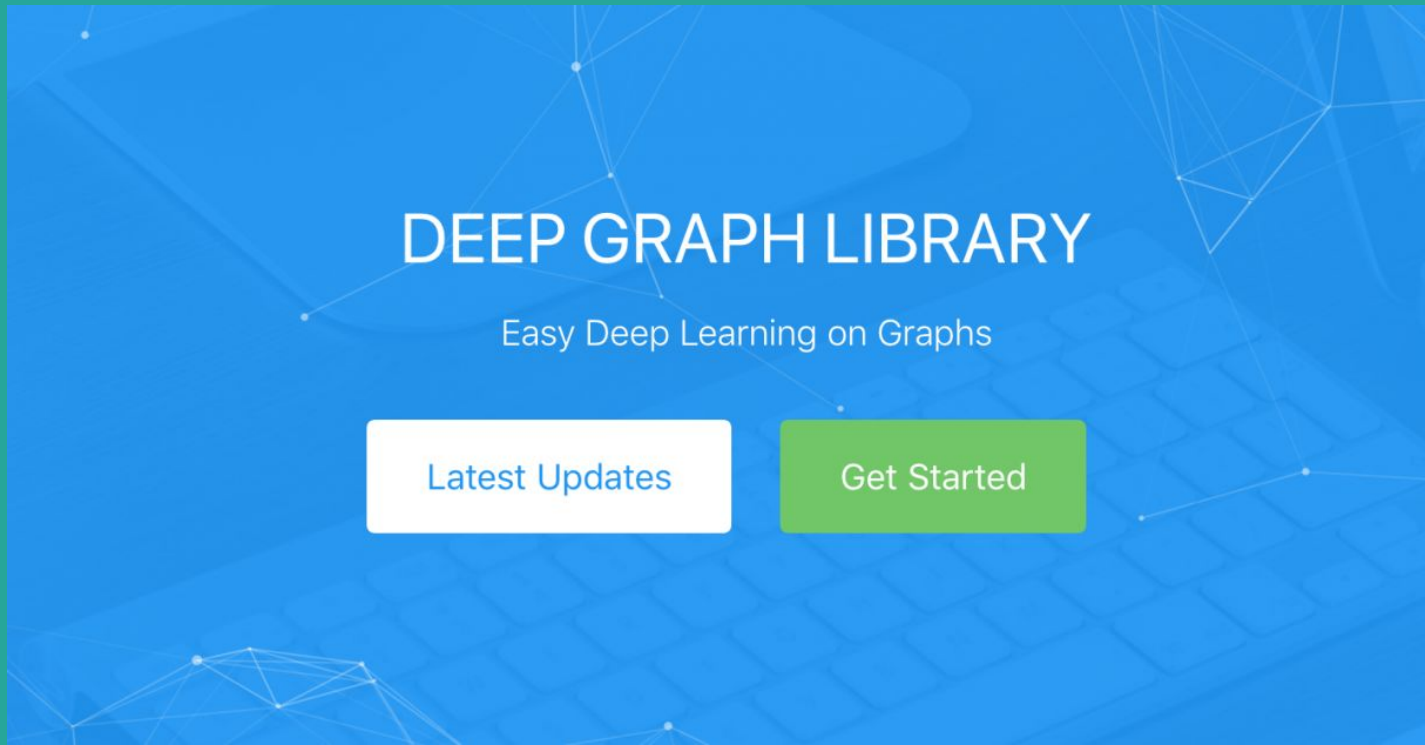 DEEP GRAPH LIBRARY
Easy Deep Learning on Graphs
Latest Updates
Get Started